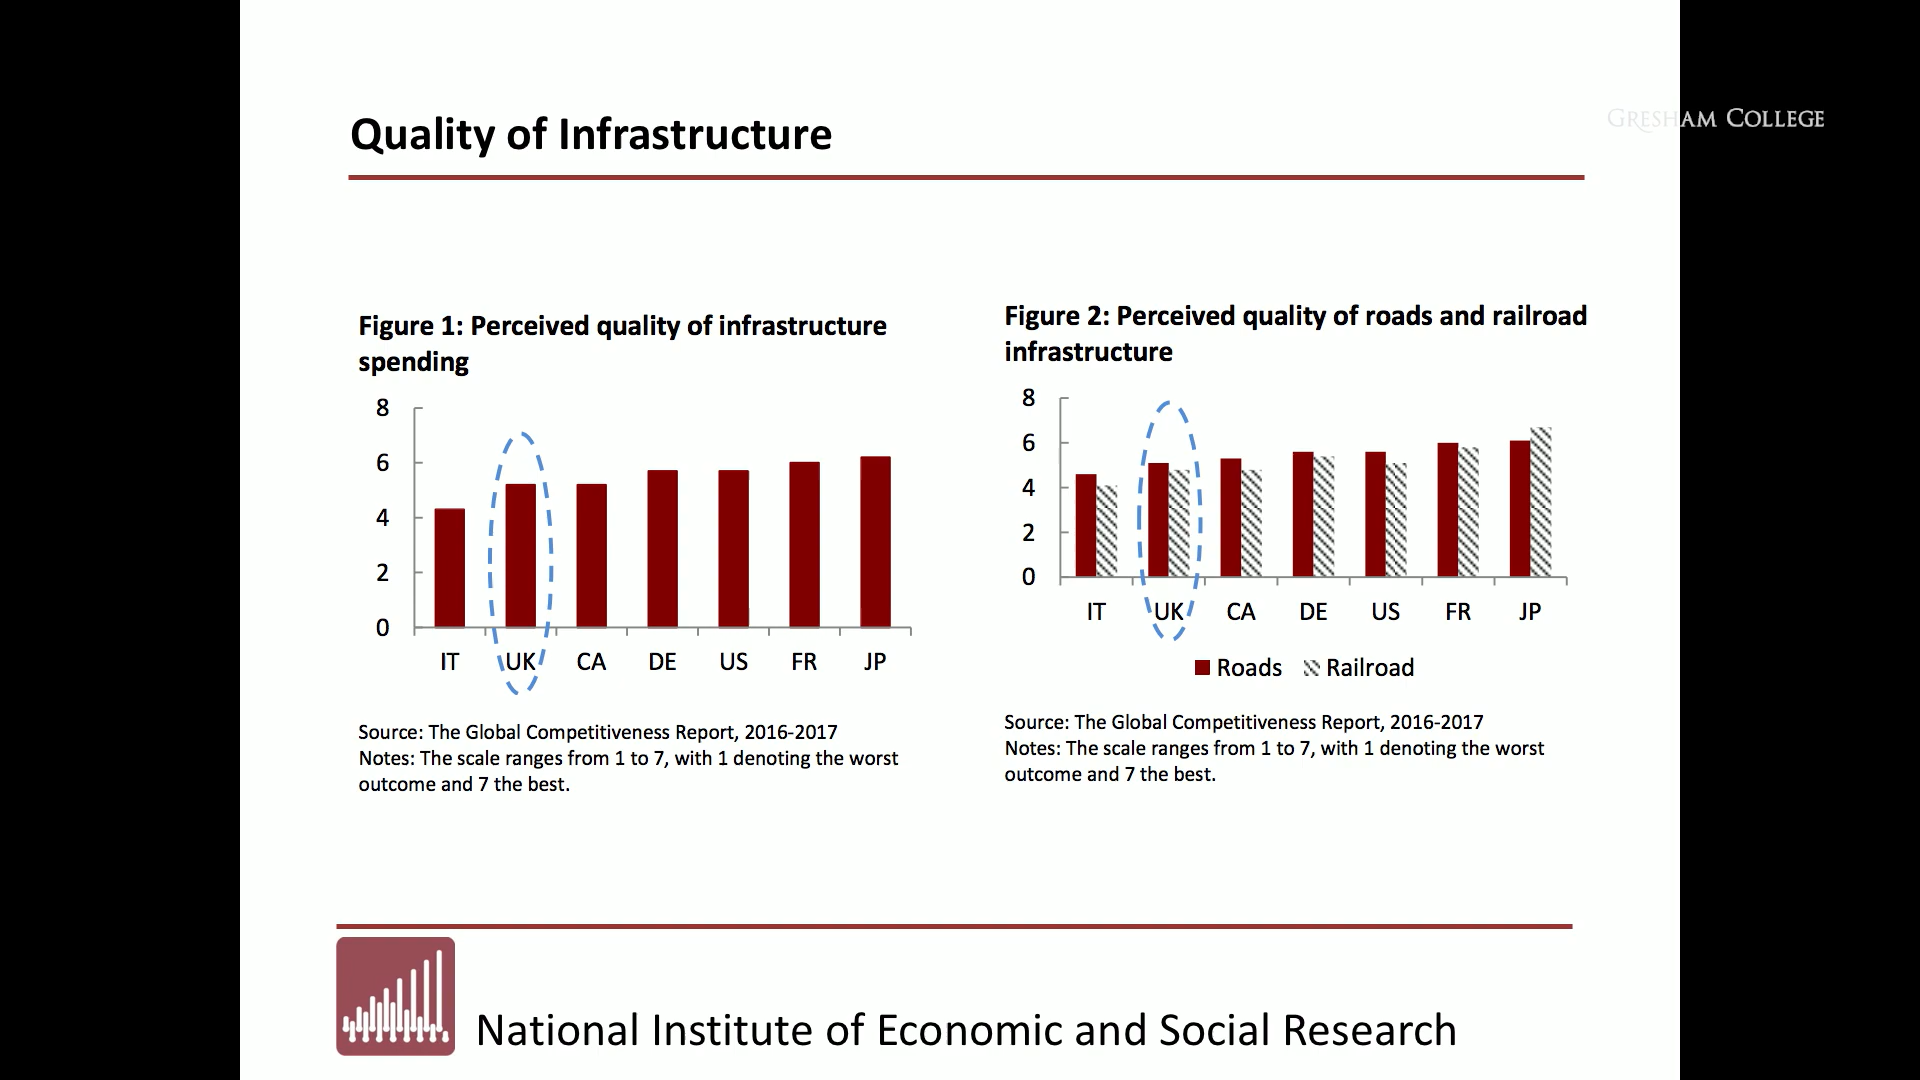 Quality of Infrastructure
GRESHAM COLLEGE
Figure 1: Perceived quality of infrastructure
spending
8
6
4
2
0
IT UK CA DE US FR JP
Source: The Global Competitiveness Report, 2016-2017
Notes: The scale ranges from 1 to 7, with 1 denoting the worst
outcome and 7 the best.
Figure 2: Perceived quality of roads and railroad
infrastructure
8
6
4
2
0
IT UK CA DE US FR JP
Roads Railroad
Source: The Global Competitiveness Report, 2016-2017
Notes: The scale ranges from 1 to 7, with 1 denoting the worst
outcome and 7 the best.
National Institute of Economic and Social Research